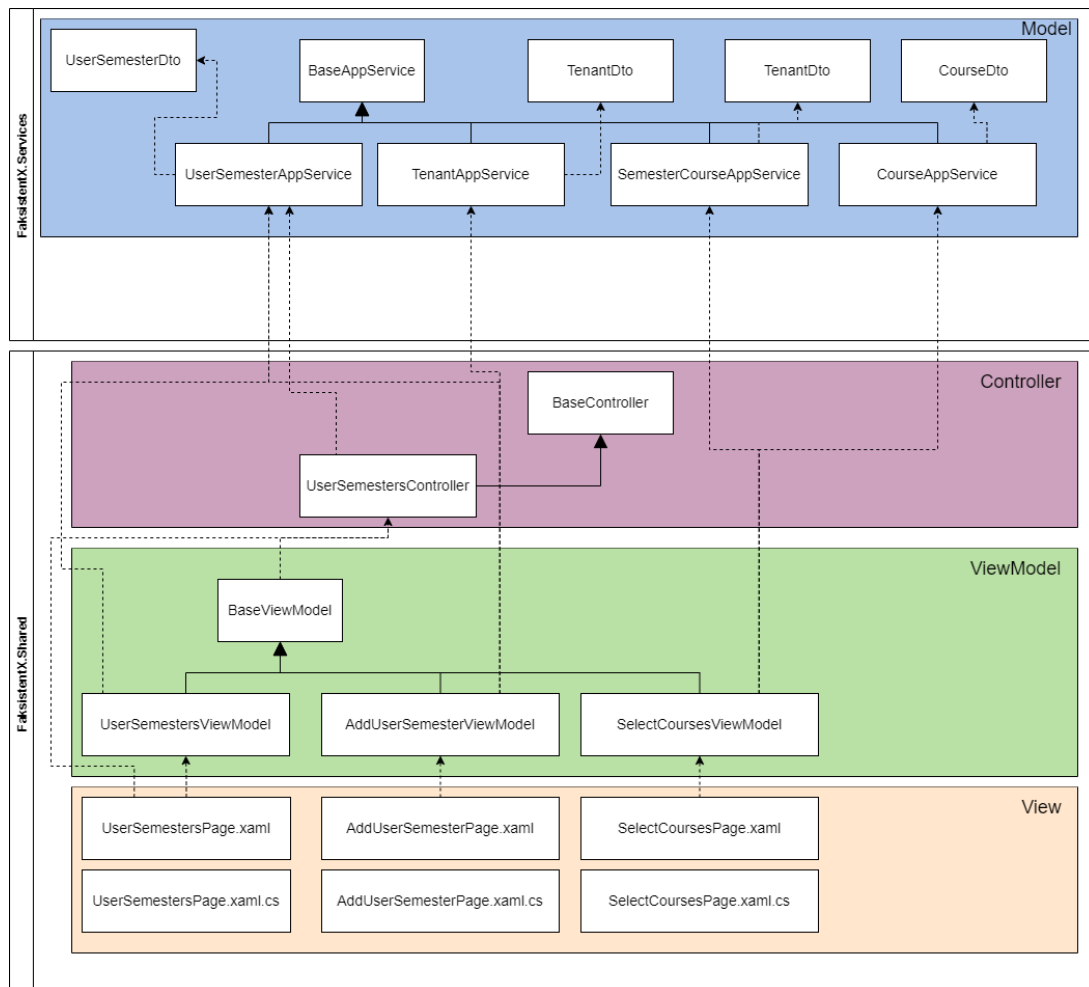 FaksistentX.Services
Model
UserSemesterDto
BaseAppService
TenantDto
TenantDto
CourseDto
UserSemesterAppService
TenantAppService
SemesterCourseAppService
CourseAppService
FaksistentX.Shared
Controller
BaseController
UserSemestersController
ViewModel
BaseViewModel
UserSemestersViewModel
AddUserSemesterViewModel
SelectCoursesViewModel
View
UserSemestersPage.xaml
AddUserSemesterPage.xaml
SelectCoursesPage.xaml
UserSemestersPage.xaml.cs
AddUserSemesterPage.xaml.cs
SelectCoursesPage.xaml.cs